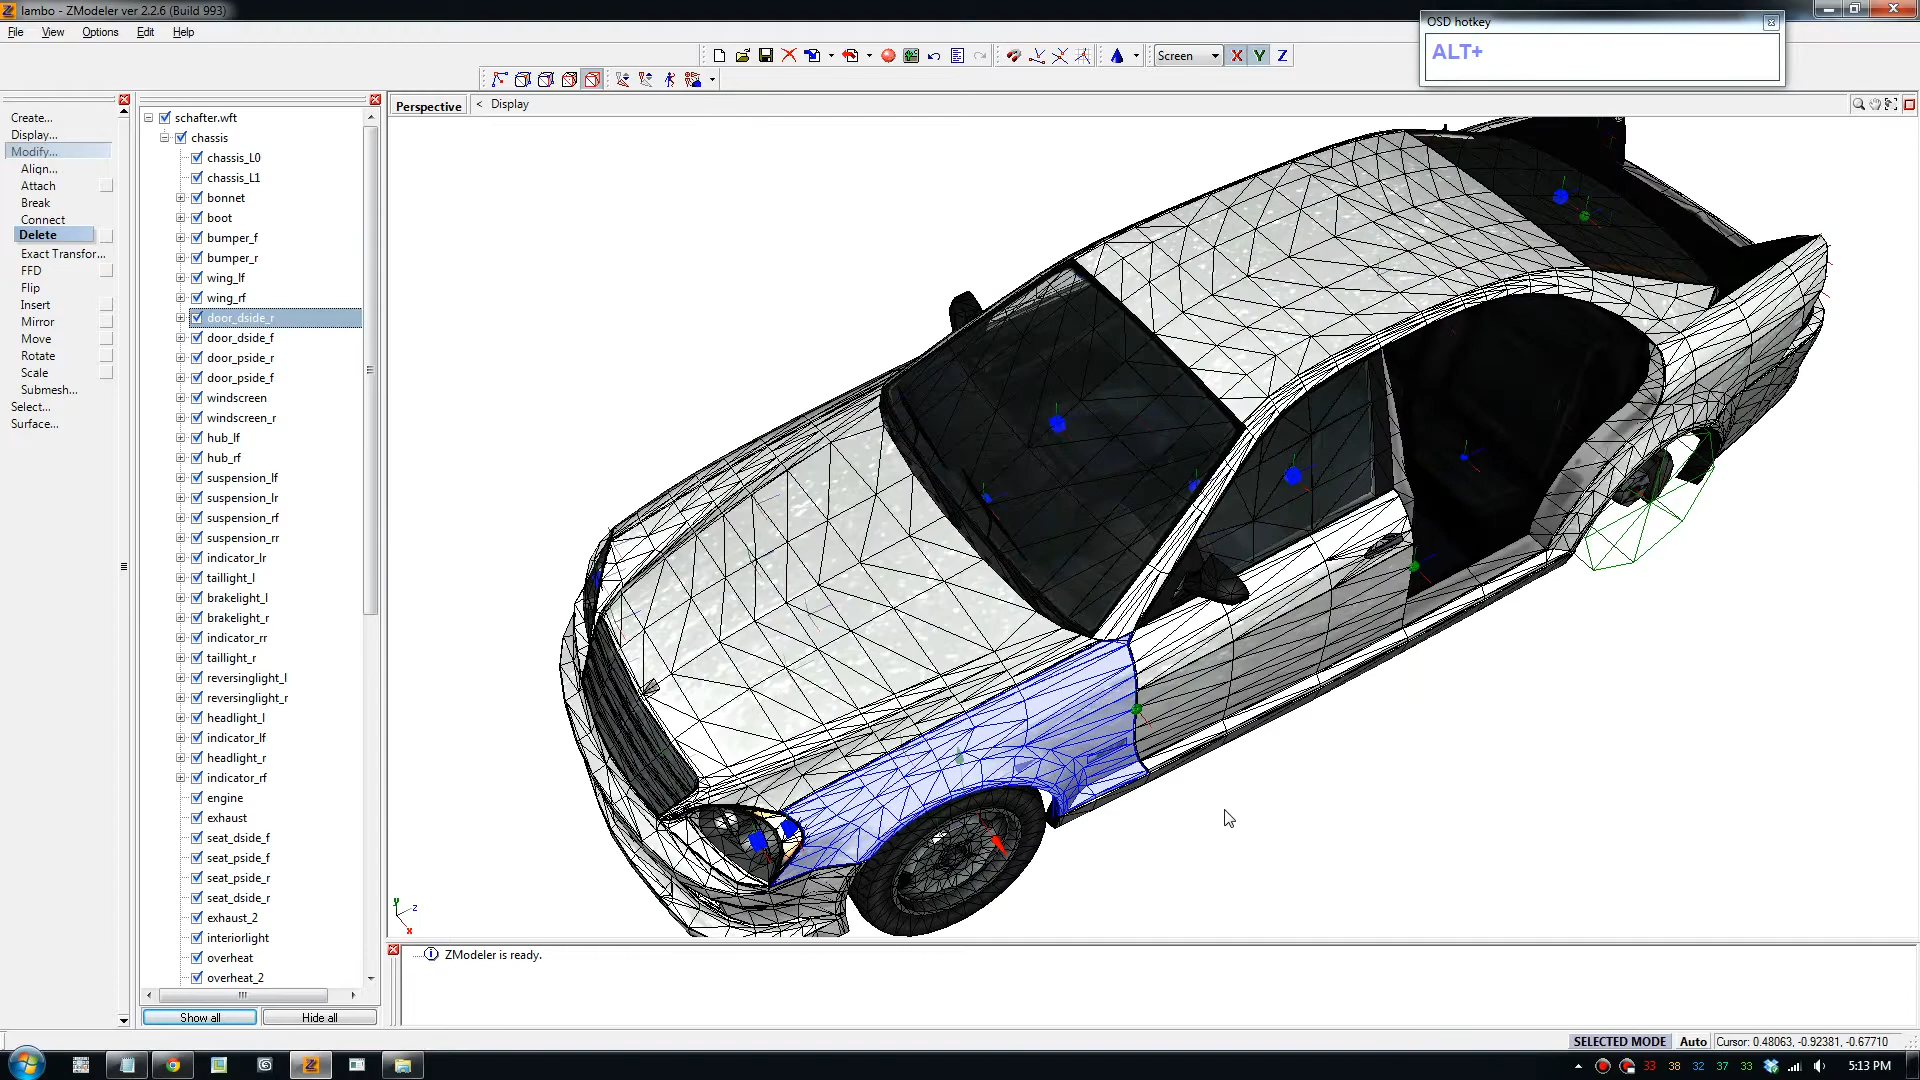 lambo - ZModeler ver 2.2.6 (Build 993)
OSD hotkey
File View Options Edit Help
ALT+
Screen X Y Z
Create...
Display...
Modify...
Align...
Attach
Break
Connect
Delete
Exact Transfor...
FFD
Flip
Insert
Mirror
Move
Rotate
Scale
Submesh...
Select...
Surface...
schafter.wft
chassis
chassis_L0
chassis_L1
bonnet
boot
bumper_f
bumper_r
wing_lf
wing_rf
door_dside_r
door_dside_f
door_pside_r
door_pside_f
windscreen
windscreen_r
hub_lf
hub_rf
suspension_lf
suspension_lr
suspension_rf
suspension_rr
indicator_lr
taillight_l
brakelight_l
brakelight_r
indicator_rr
taillight_r
reversinglight_l
reversinglight_r
headlight_l
indicator_lf
headlight_r
indicator_rf
engine
exhaust
seat_dside_f
seat_pside_f
seat_pside_r
seat_dside_r
exhaust_2
interiorlight
overheat
overheat_2
Show all Hide all
Perspective < Display
y z
x
ZModeler is ready.
SELECTED MODE Auto Cursor: 0.48063, -0.92381, -0.67710
33 38 32 37 33 5:13 PM